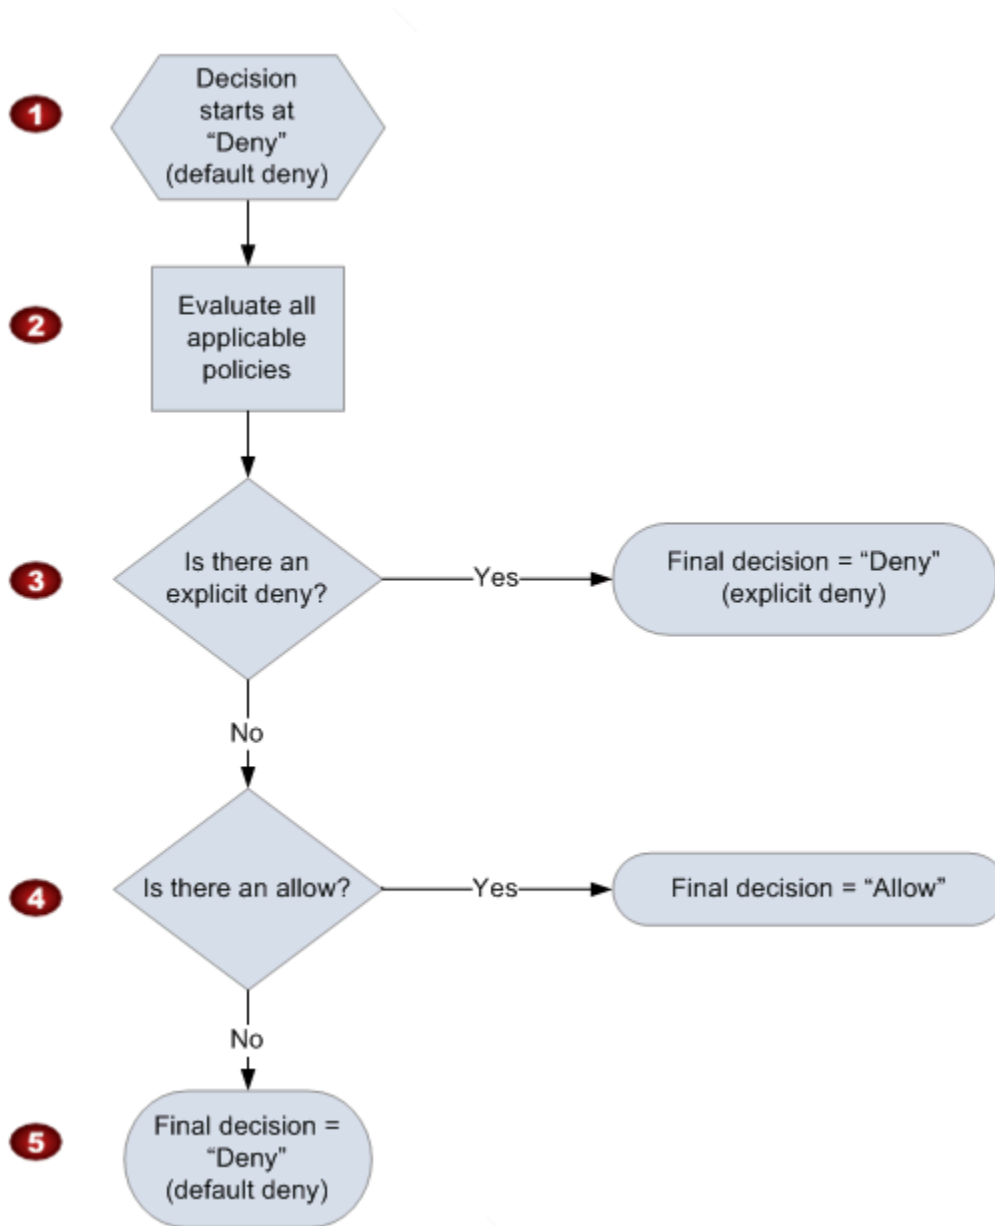 1
Decision
starts at
“Deny”
(default deny)
2
Evaluate all
applicable
policies
3
Is there an
explicit deny?
Yes
Final decision = “Deny”
(explicit deny)
No
4
Is there an allow?
Yes
Final decision = “Allow”
No
5
Final decision =
“Deny”
(default deny)